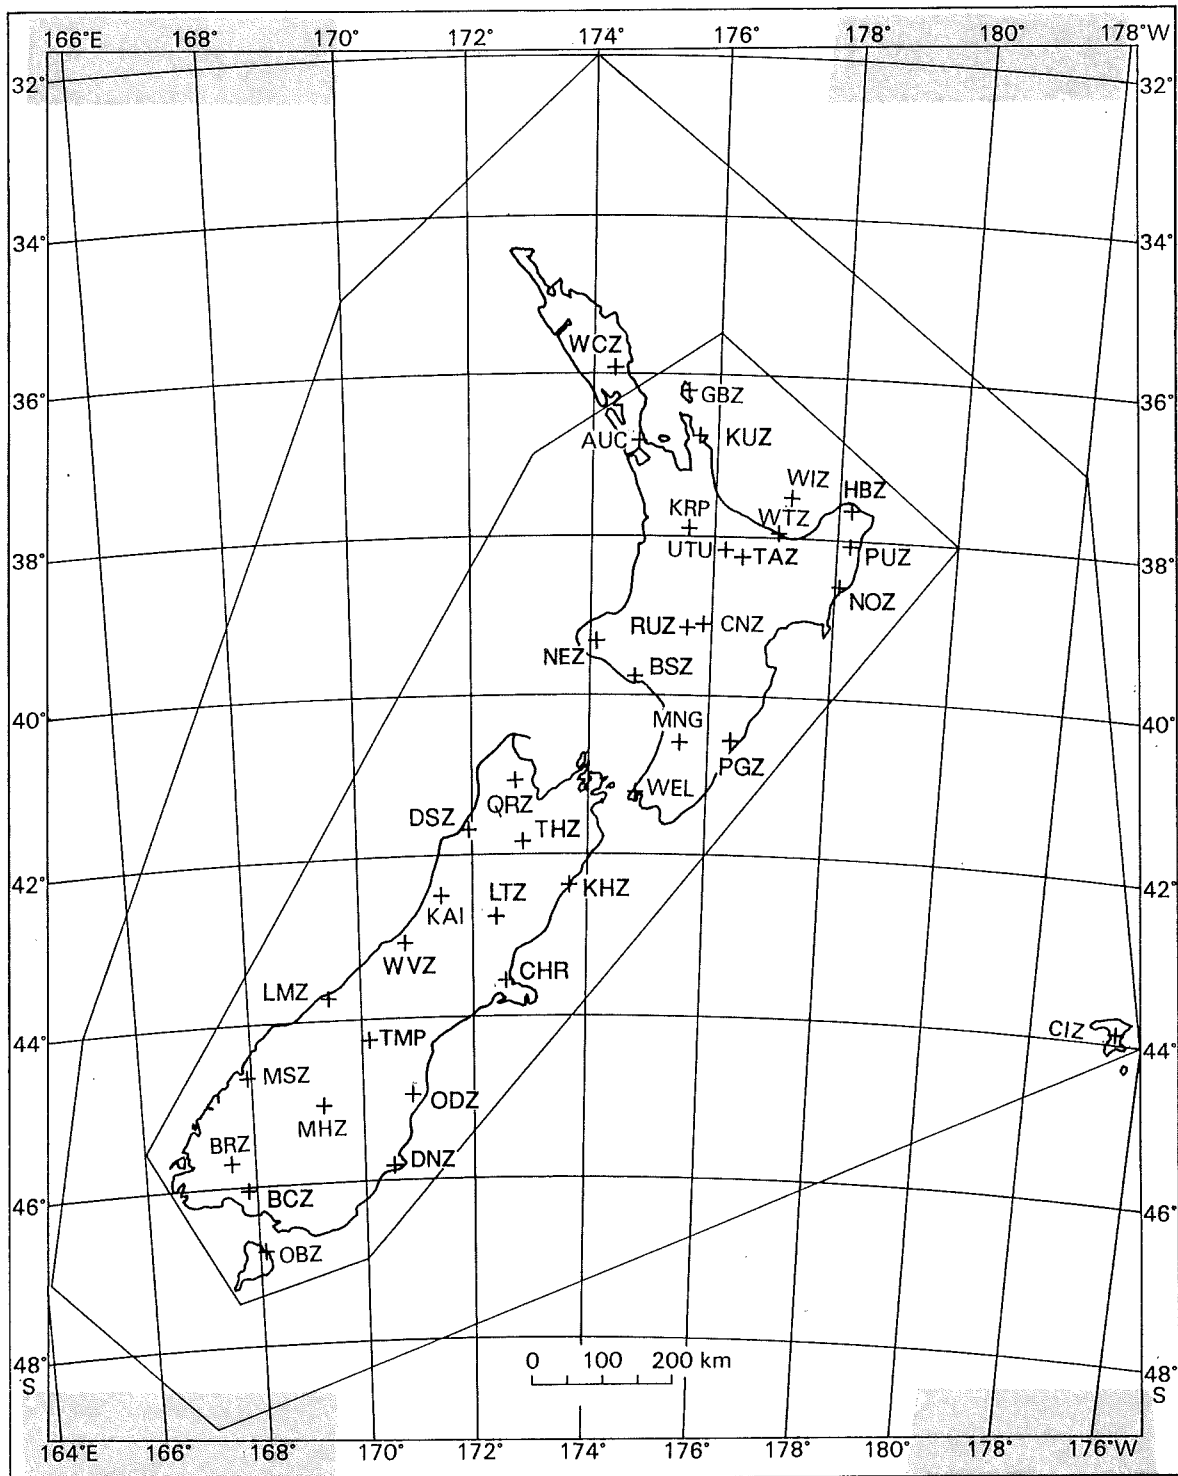 166°E 168° 170° 172° 174° 176° 178° 180° 178°W
32° 32°
34° 34°
WCZ
36° GBZ 36°
AUC KUZ
WIZ HBZ
KRP WTZ
38° UTU TAZ PUZ 38°
NOZ
RUZ CNZ
NEZ BSZ
40° MNG 40°
PGZ
QRZ WEL
DSZ THZ
42° LTZ KHZ 42°
KAI
WVZ CHR
LMZ
44° TMP CIZ 44°
MSZ
ODZ
MHZ
BRZ DNZ
46° BCZ 46°
OBZ
0 100 200 km
48° 48°
S S
164°E 166° 168° 170° 172° 174° 176° 178° 180° 178° 176°W